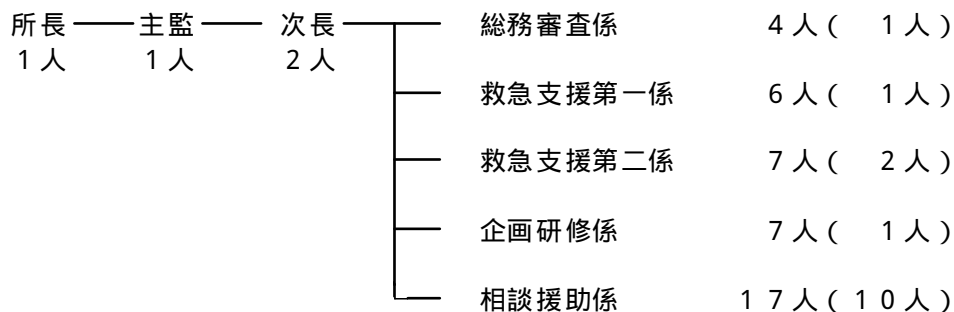 所長 主監 次長 総務審査係 4人( 1人)
1人 1人 2人
救急支援第一係 6人( 1人)
救急支援第二係 7人( 2人)
企画研修係 7人( 1人)
相談援助係 17人(10人)